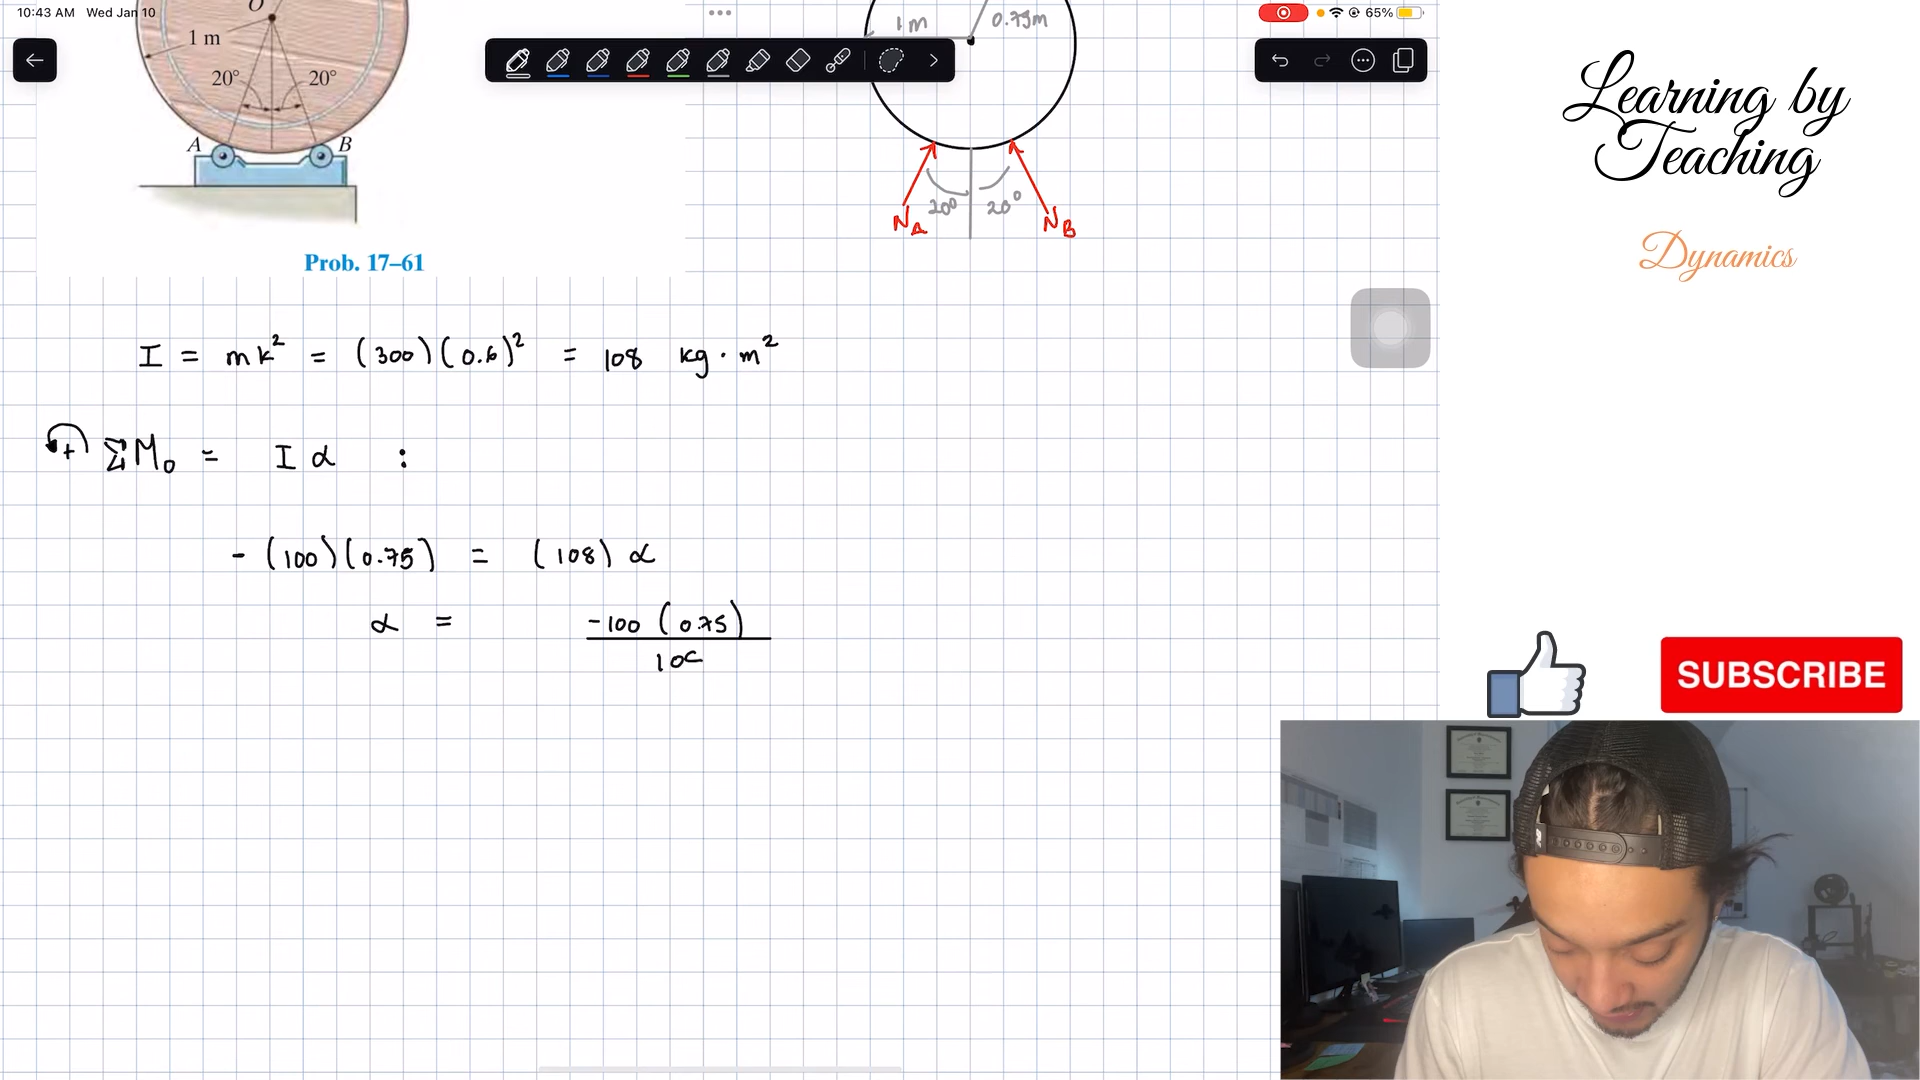 10:43 AM Wed Jan 10
65%
O
1 m
20° 20°
A B
Prob. 17–61
1m 0.75m
20° 20°
N_A N_B
I = mk² = (300)(0.6)² = 108 kg·m²
+ ΣM₀ = Iα :
-(100)(0.75) = (108) α
α = -100 (0.75)
10
Learning by
Teaching
Dynamics
SUBSCRIBE